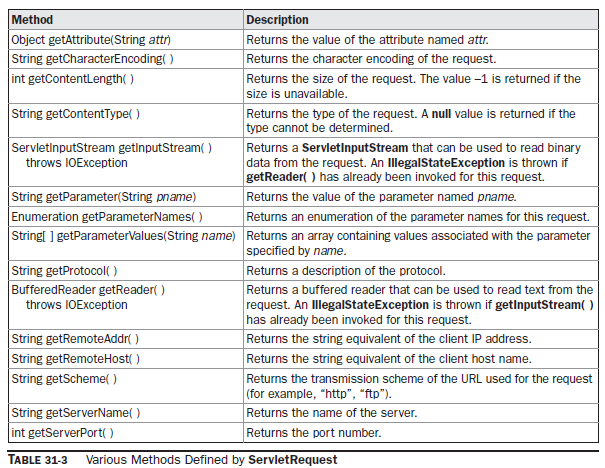 Method Description
Object getAttribute(String attr) Returns the value of the attribute named attr.
String getCharacterEncoding( ) Returns the character encoding of the request.
int getContentLength( ) Returns the size of the request. The value –1 is returned if the
size is unavailable.
String getContentType( ) Returns the type of the request. A null value is returned if the
type cannot be determined.
ServletInputStream getInputStream( ) Returns a ServletInputStream that can be used to read binary
throws IOException data from the request. An IllegalStateException is thrown if
getReader( ) has already been invoked for this request.
String getParameter(String pname) Returns the value of the parameter named pname.
Enumeration getParameterNames( ) Returns an enumeration of the parameter names for this request.
String[ ] getParameterValues(String name) Returns an array containing values associated with the parameter
specified by name.
String getProtocol( ) Returns a description of the protocol.
BufferedReader getReader( ) Returns a buffered reader that can be used to read text from the
throws IOException request. An IllegalStateException is thrown if getInputStream( )
has already been invoked for this request.
String getRemoteAddr( ) Returns the string equivalent of the client IP address.
String getRemoteHost( ) Returns the string equivalent of the client host name.
String getScheme( ) Returns the transmission scheme of the URL used for the request
(for example, “http”, “ftp”).
String getServerName( ) Returns the name of the server.
int getServerPort( ) Returns the port number.
TABLE 31-3 Various Methods Defined by ServletRequest